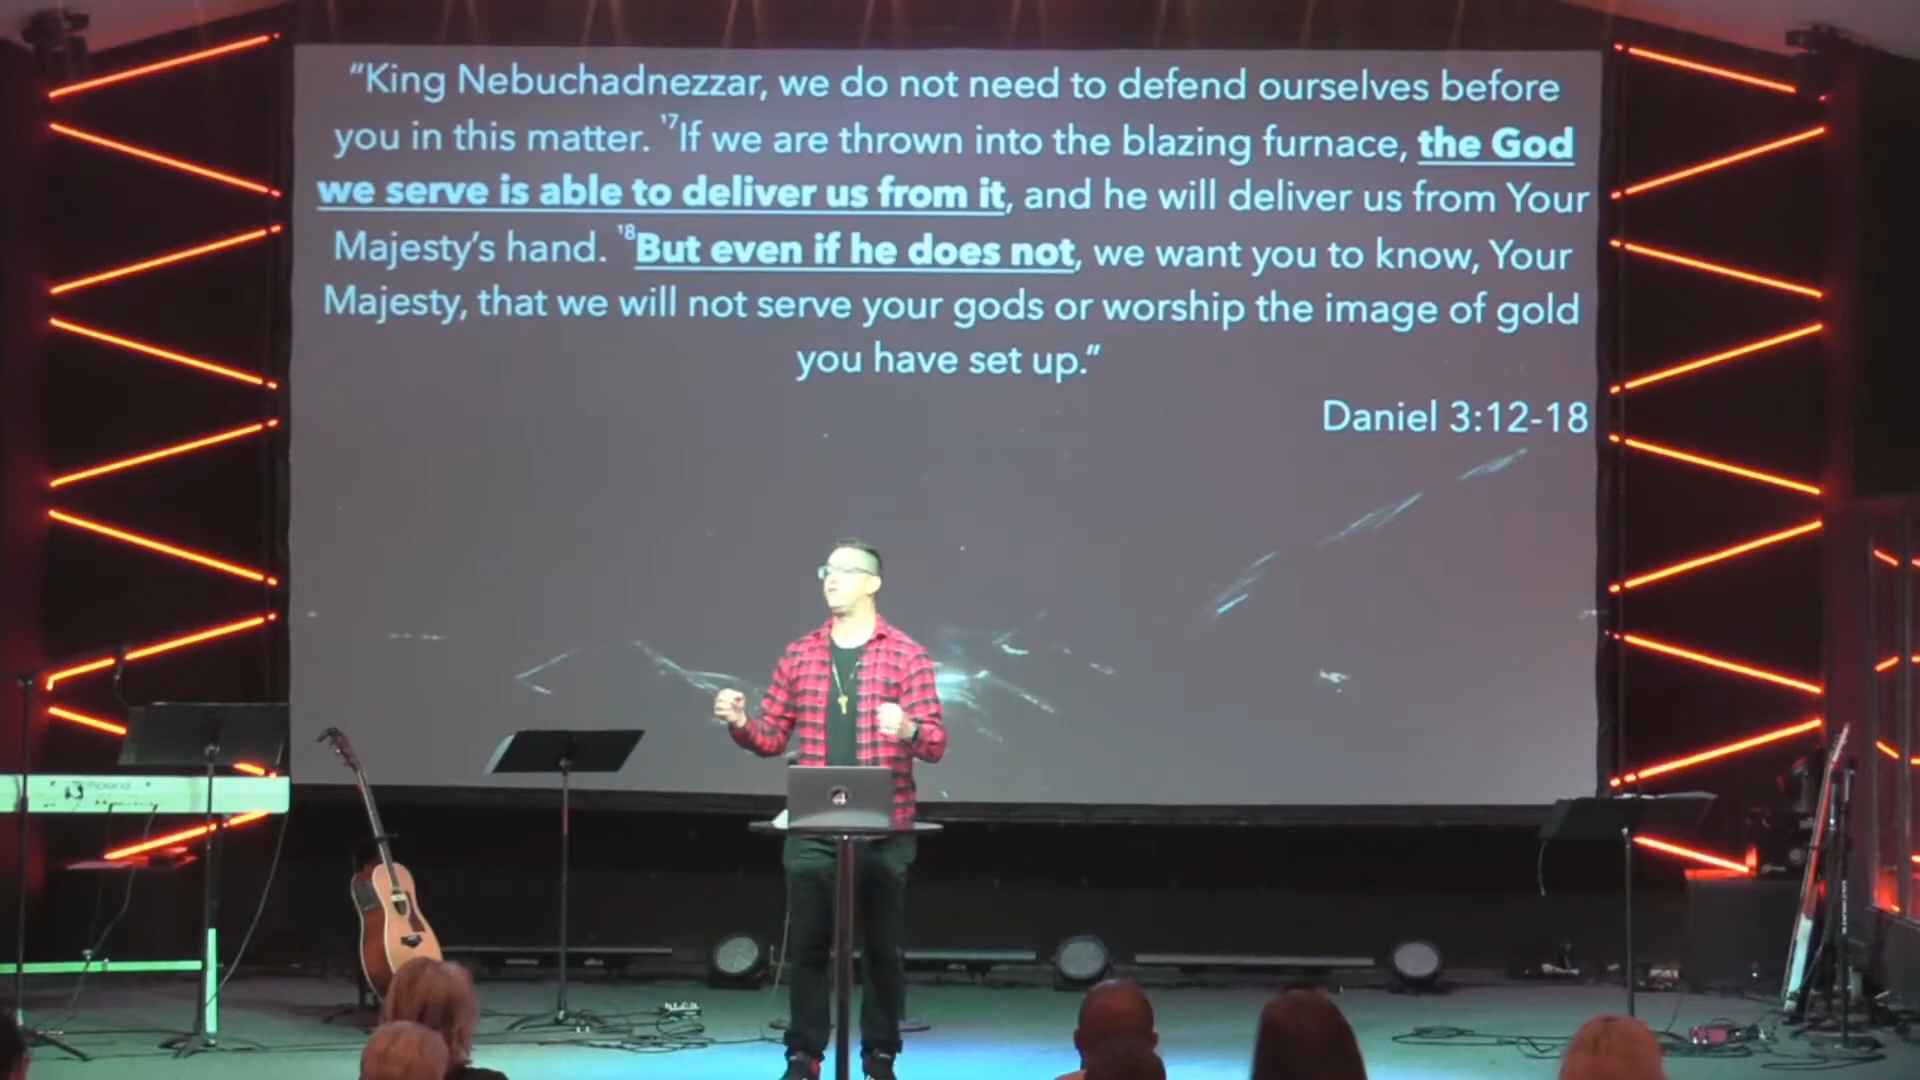 “King Nebuchadnezzar, we do not need to defend ourselves before
you in this matter. ¹⁷If we are thrown into the blazing furnace, the God
we serve is able to deliver us from it, and he will deliver us from Your
Majesty’s hand. ¹⁸But even if he does not, we want you to know, Your
Majesty, that we will not serve your gods or worship the image of gold
you have set up.”
Daniel 3:12-18
Roland
4